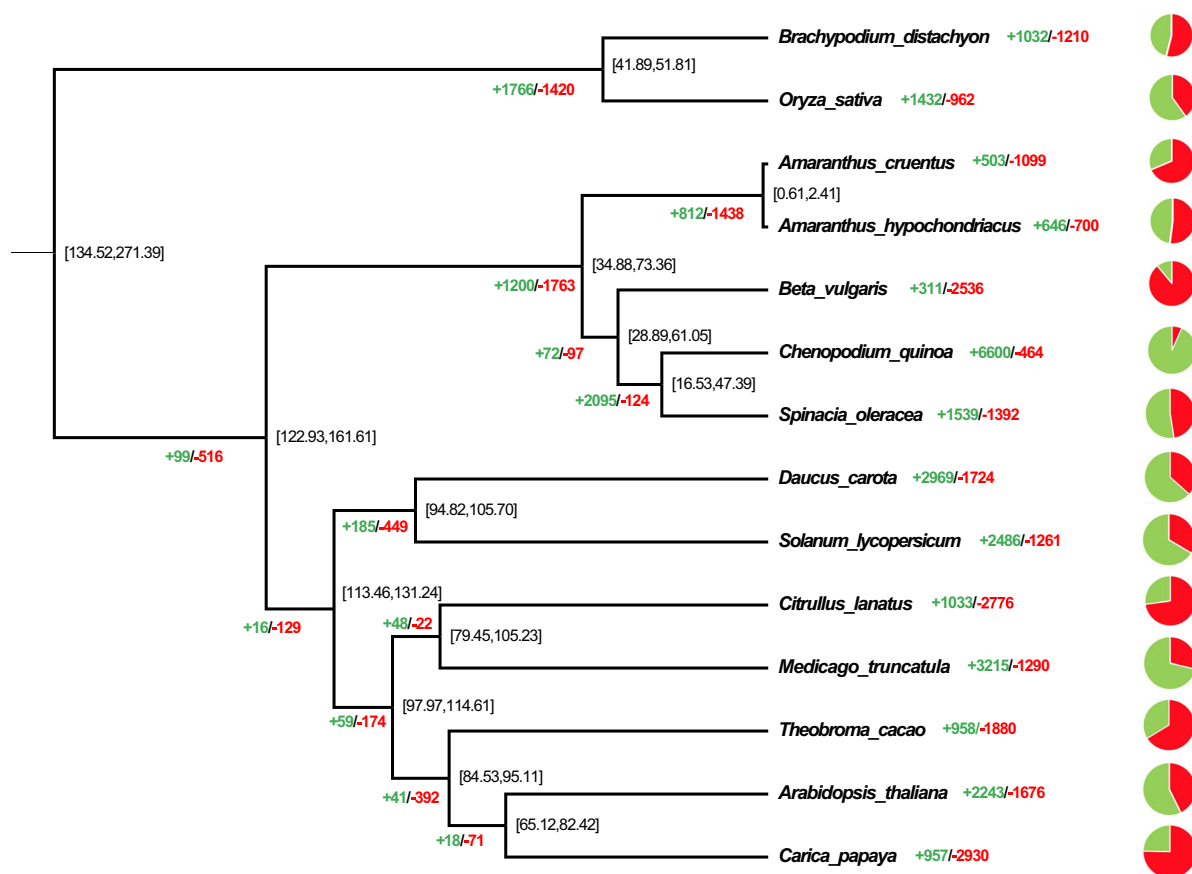 Brachypodium_distachyon +1032/-1210
[41.89,51.81]
+1766/-1420
Oryza_sativa +1432/-962
Amaranthus_cruentus +503/-1099
[0.61,2.41]
+812/-1438
Amaranthus_hypochondriacus +646/-700
[134.52,271.39]
[34.88,73.36]
+1200/-1763
Beta_vulgaris +311/-2536
[28.89,61.05]
+72/-97
Chenopodium_quinoa +6600/-464
[16.53,47.39]
+2095/-124
Spinacia_oleracea +1539/-1392
[122.93,161.61]
+99/-516
Daucus_carota +2969/-1724
[94.82,105.70]
+185/-449
Solanum_lycopersicum +2486/-1261
[113.46,131.24]
Citrullus_lanatus +1033/-2776
+48/-22
+16/-129
[79.45,105.23]
Medicago_truncatula +3215/-1290
[97.97,114.61]
+59/-174
Theobroma_cacao +958/-1880
[84.53,95.11]
+41/-392
Arabidopsis_thaliana +2243/-1676
[65.12,82.42]
+18/-71
Carica_papaya +957/-2930